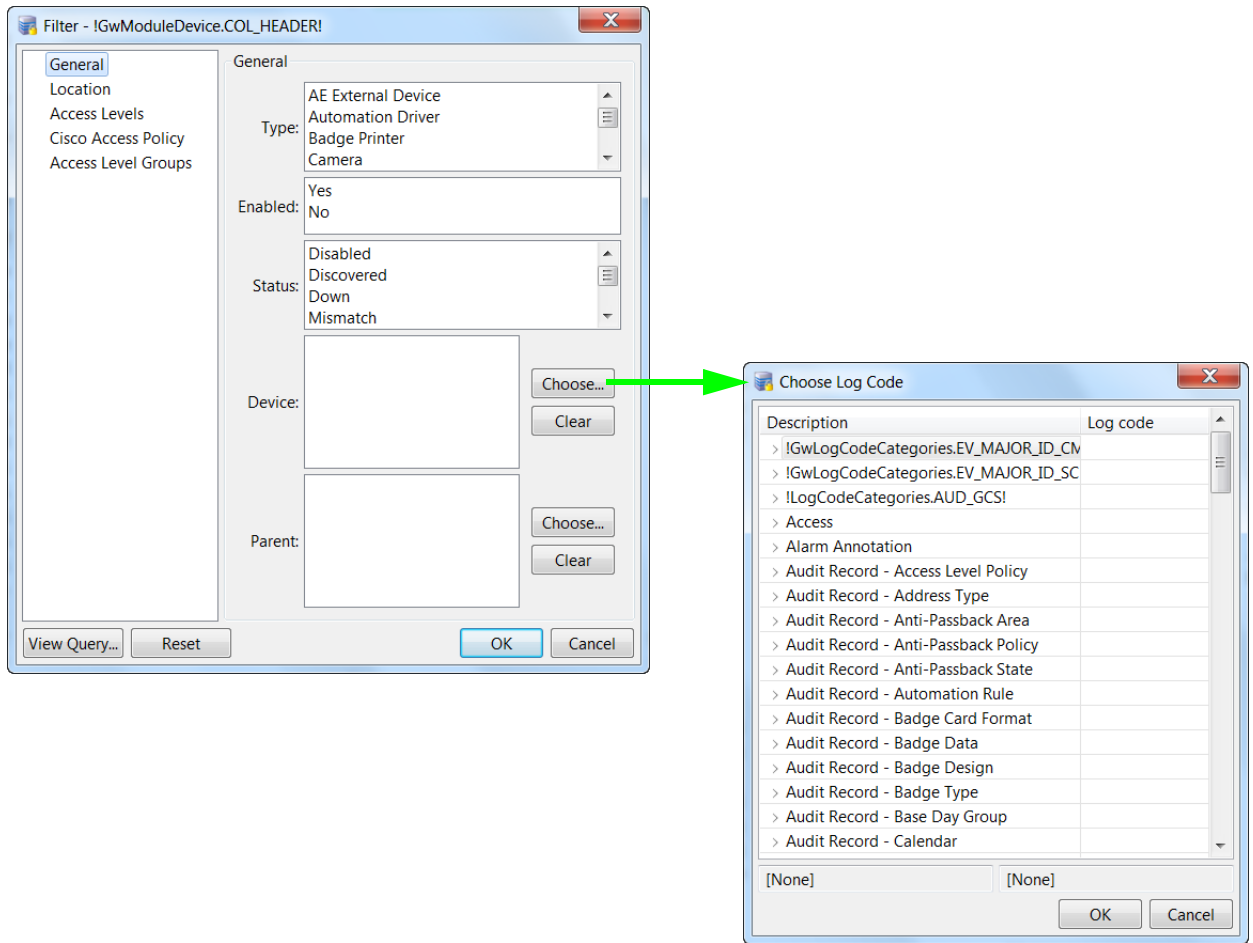 Filter - !GwModuleDevice.COL_HEADER!
General
Location
Access Levels
Cisco Access Policy
Access Level Groups
General
Type:
AE External Device
Automation Driver
Badge Printer
Camera
Enabled:
Yes
No
Status:
Disabled
Discovered
Down
Mismatch
Device:
Choose...
Clear
Parent:
Choose...
Clear
View Query...
Reset
OK
Cancel
Choose Log Code
Description
Log code
!GwLogCodeCategories.EV_MAJOR_ID_CM
!GwLogCodeCategories.EV_MAJOR_ID_SC
!LogCodeCategories.AUD_GCS!
Access
Alarm Annotation
Audit Record - Access Level Policy
Audit Record - Address Type
Audit Record - Anti-Passback Area
Audit Record - Anti-Passback Policy
Audit Record - Anti-Passback State
Audit Record - Automation Rule
Audit Record - Badge Card Format
Audit Record - Badge Data
Audit Record - Badge Design
Audit Record - Badge Type
Audit Record - Base Day Group
Audit Record - Calendar
[None]
[None]
OK
Cancel